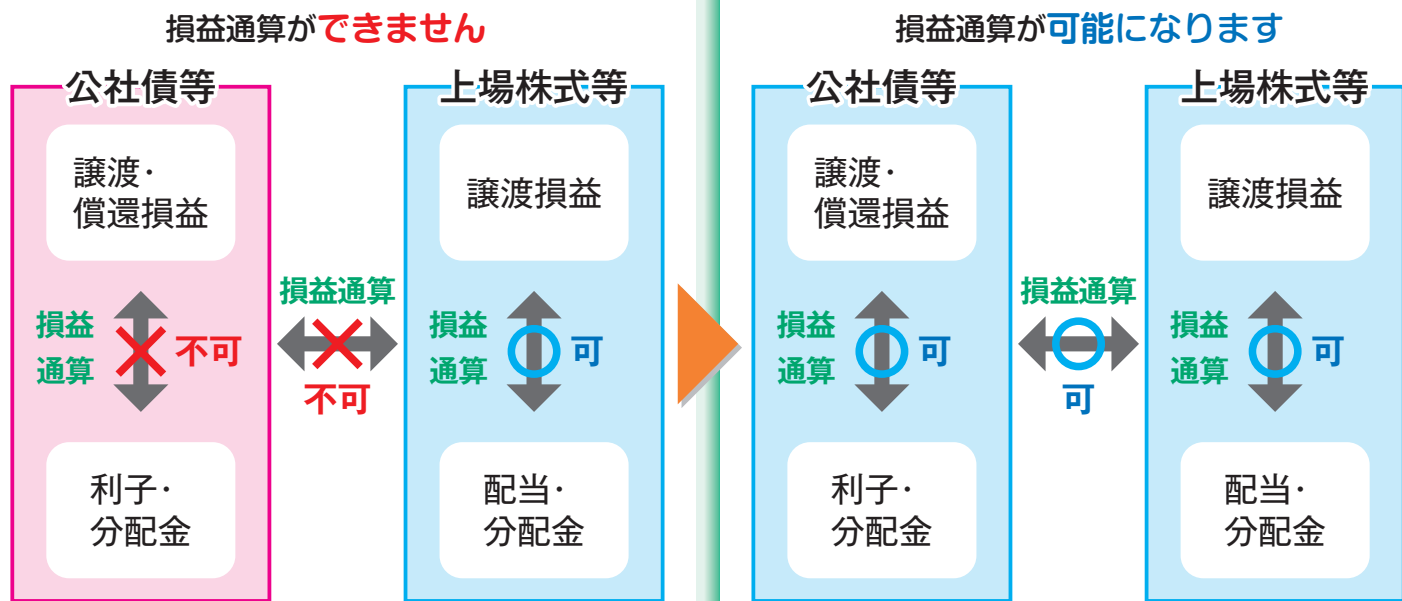 損益通算ができません
公社債等
譲渡・
償還損益
損益
通算
不可
利子・
分配金
損益通算
不可
上場株式等
譲渡損益
損益
通算
可
配当・
分配金
損益通算が可能になります
公社債等
譲渡・
償還損益
損益
通算
可
利子・
分配金
損益通算
可
上場株式等
譲渡損益
損益
通算
可
配当・
分配金